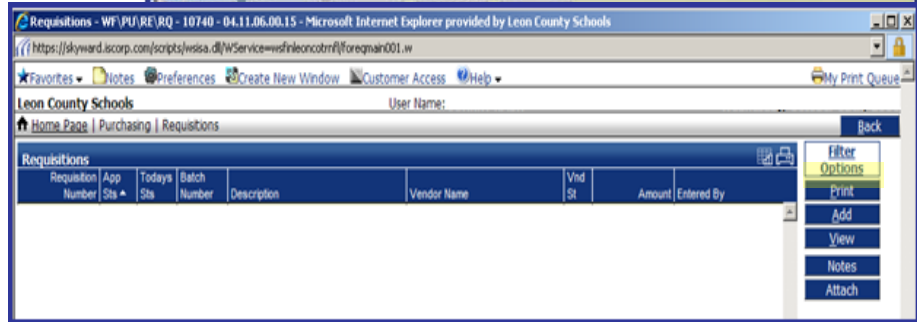 Requisitions - WF\PU\RE\RQ - 10740 - 04.11.06.00.15 - Microsoft Internet Explorer provided by Leon County Schools
https://skyward.iscorp.com/scripts/wsisa.dll/WService=wsfinleoncotrnfl/foreqmain001.w
Favorites Notes Preferences Create New Window Customer Access Help My Print Queue
Leon County Schools User Name:
Home Page | Purchasing | Requisitions Back
Requisitions
Requisition Number App Sts Todays Sts Batch Number Description Vendor Name Vnd St Amount Entered By
Filter Options
Print
Add
View
Notes
Attach